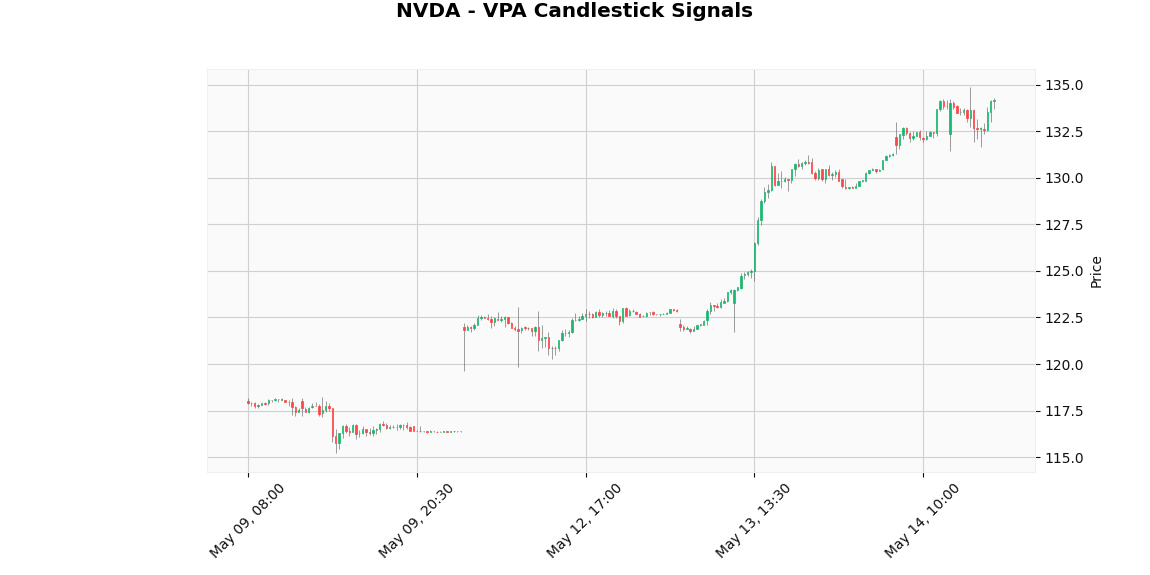 NVDA - VPA Candlestick Signals
135.0
132.5
130.0
127.5
125.0
122.5
120.0
117.5
115.0
Price
May 09, 08:00
May 09, 20:30
May 12, 17:00
May 13, 13:30
May 14, 10:00